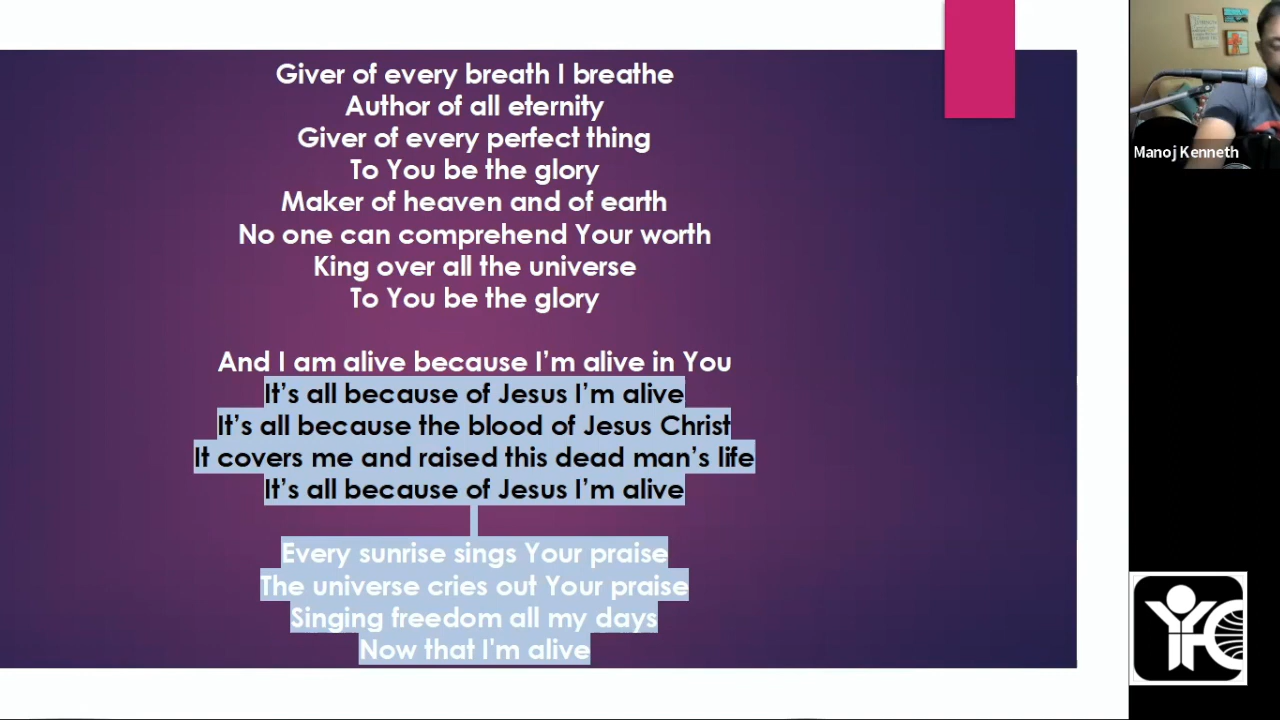 Giver of every breath I breathe
Author of all eternity
Giver of every perfect thing
To You be the glory
Maker of heaven and of earth
No one can comprehend Your worth
King over all the universe
To You be the glory
And I am alive because I’m alive in You
It’s all because of Jesus I’m alive
It’s all because the blood of Jesus Christ
It covers me and raised this dead man’s life
It’s all because of Jesus I’m alive
Every sunrise sings Your praise
The universe cries out Your praise
Singing freedom all my days
Now that I'm alive
Manoj Kenneth
YFC